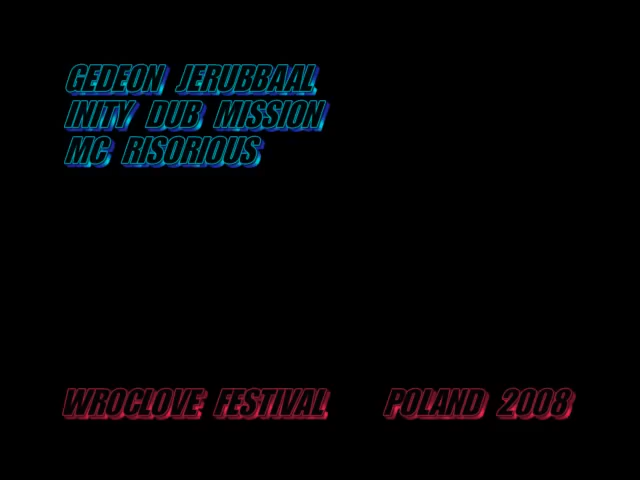 GEDEON JERUBBAAL
INITY DUB MISSION
MC RISORIOUS
WROCLOVE FESTIVAL POLAND 2008